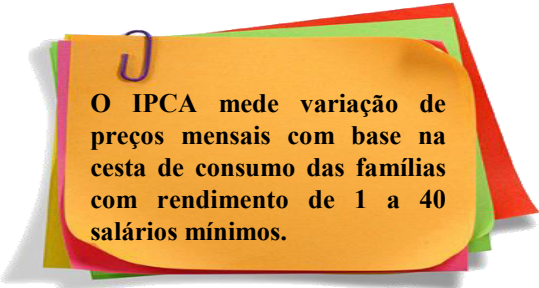 O IPCA mede variação de
preços mensais com base na
cesta de consumo das famílias
com rendimento de 1 a 40
salários mínimos.